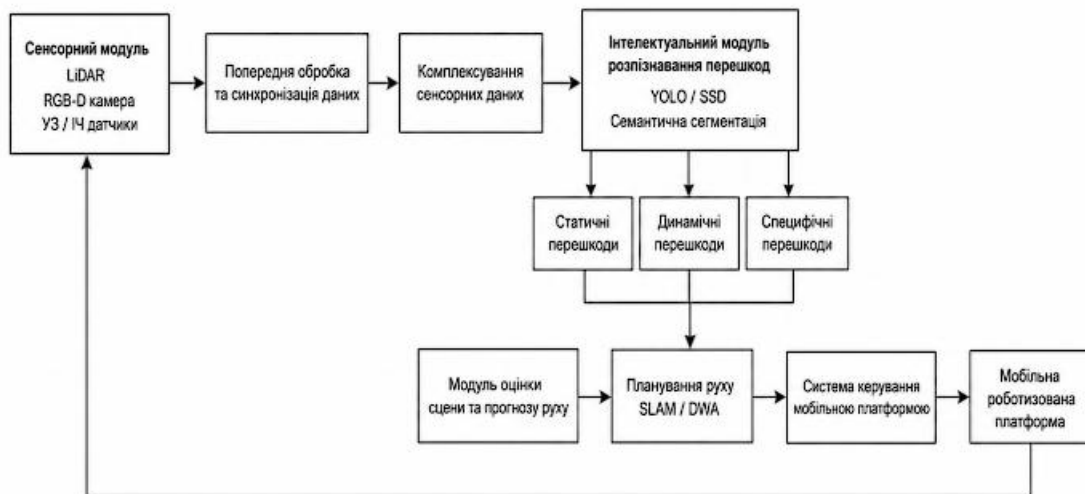 Сенсорний модуль
LiDAR
RGB-D камера
УЗ / ІЧ датчики
Попередня обробка
та синхронізація даних
Комплексування
сенсорних даних
Інтелектуальний модуль
розпізнавання перешкод
YOLO / SSD
Семантична сегментація
Статичні
перешкоди
Динамічні
перешкоди
Специфічні
перешкоди
Модуль оцінки
сцени та прогнозу руху
Планування руху
SLAM / DWA
Система керування
мобільною платформою
Мобільна
роботизована
платформа